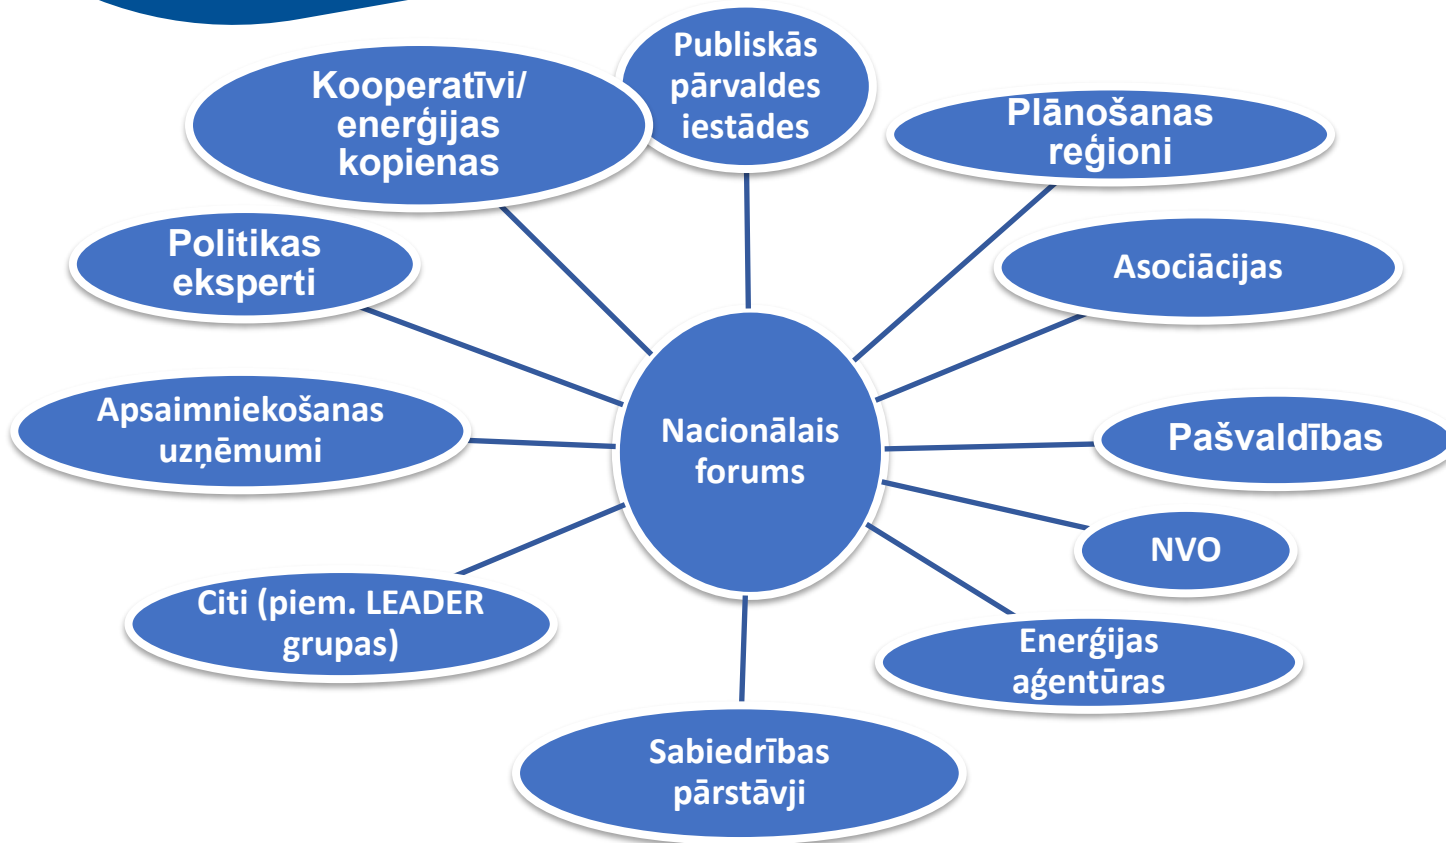 Publiskās
pārvaldes
iestādes
Kooperatīvi/
enerģijas
kopienas
Plānošanas
reģioni
Politikas
eksperti
Asociācijas
Apsaimniekošanas
uzņēmumi
Nacionālais
forums
Pašvaldības
NVO
Citi (piem. LEADER
grupas)
Enerģijas
aģentūras
Sabiedrības
pārstāvji